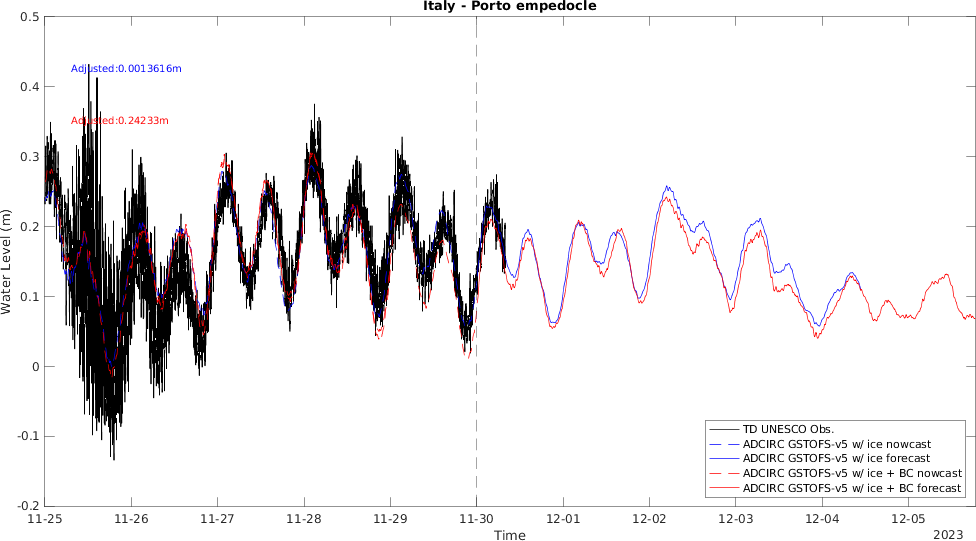 Italy - Porto empedocle
0.5
0.4
0.3
0.2
0.1
0
-0.1
-0.2
Water Level (m)
Adjusted:0.0013616m
Adjusted:0.24233m
TD UNESCO Obs.
ADCIRC GSTOFS-v5 w/ ice nowcast
ADCIRC GSTOFS-v5 w/ ice forecast
ADCIRC GSTOFS-v5 w/ ice + BC nowcast
ADCIRC GSTOFS-v5 w/ ice + BC forecast
11-25 11-26 11-27 11-28 11-29 11-30 12-01 12-02 12-03 12-04 12-05
Time
2023